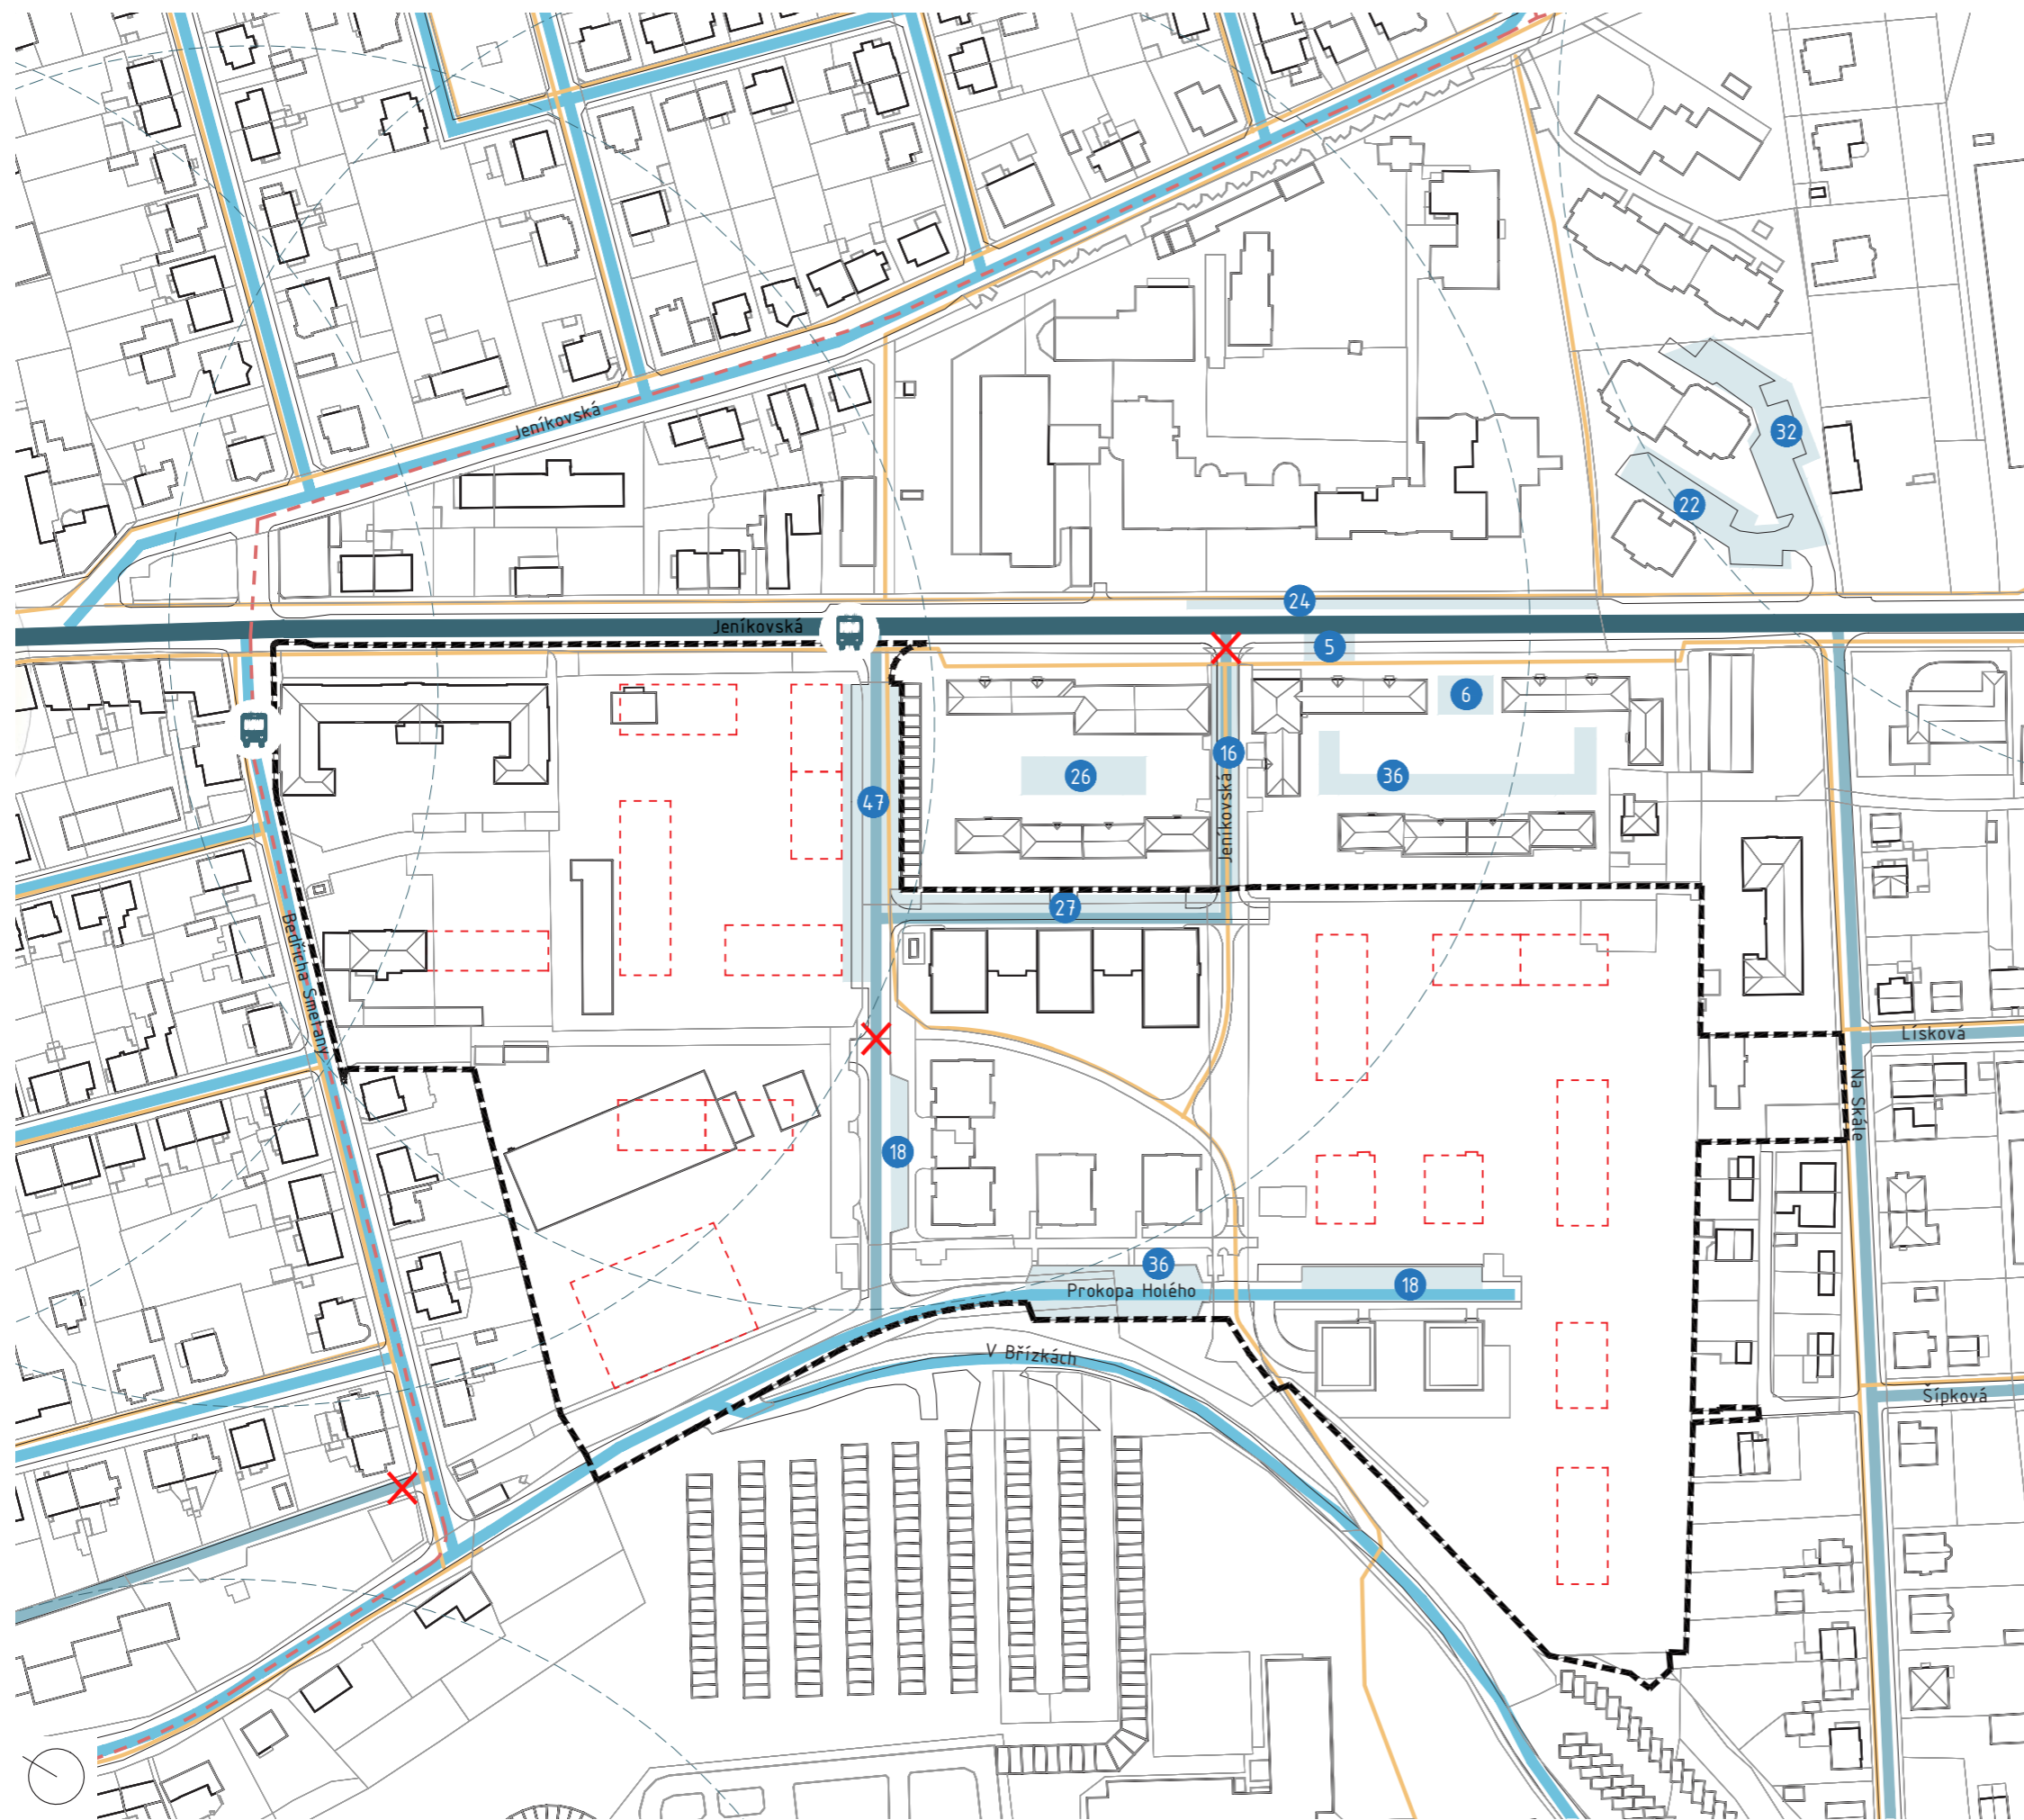 Jeníkovská
32
22
24
Jeníkovská
5
6
16
26
36
47
Jeníkovská
27
Bedřicha Smetany
Lísková
Na Skále
18
36
18
Prokopa Holého
V Břízkách
Šípková